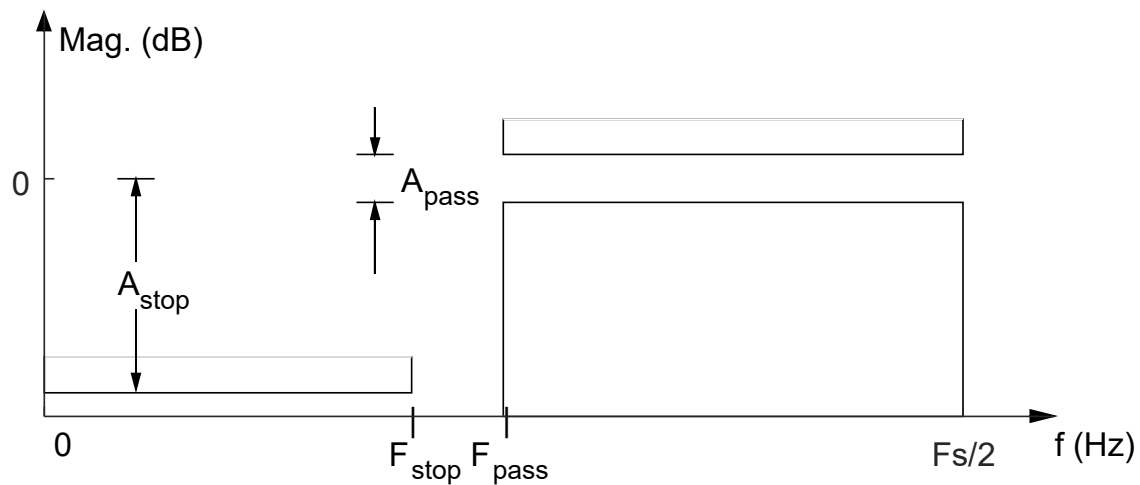 Mag. (dB)
0
A_pass
A_stop
0
F_stop F_pass
Fs/2
f (Hz)